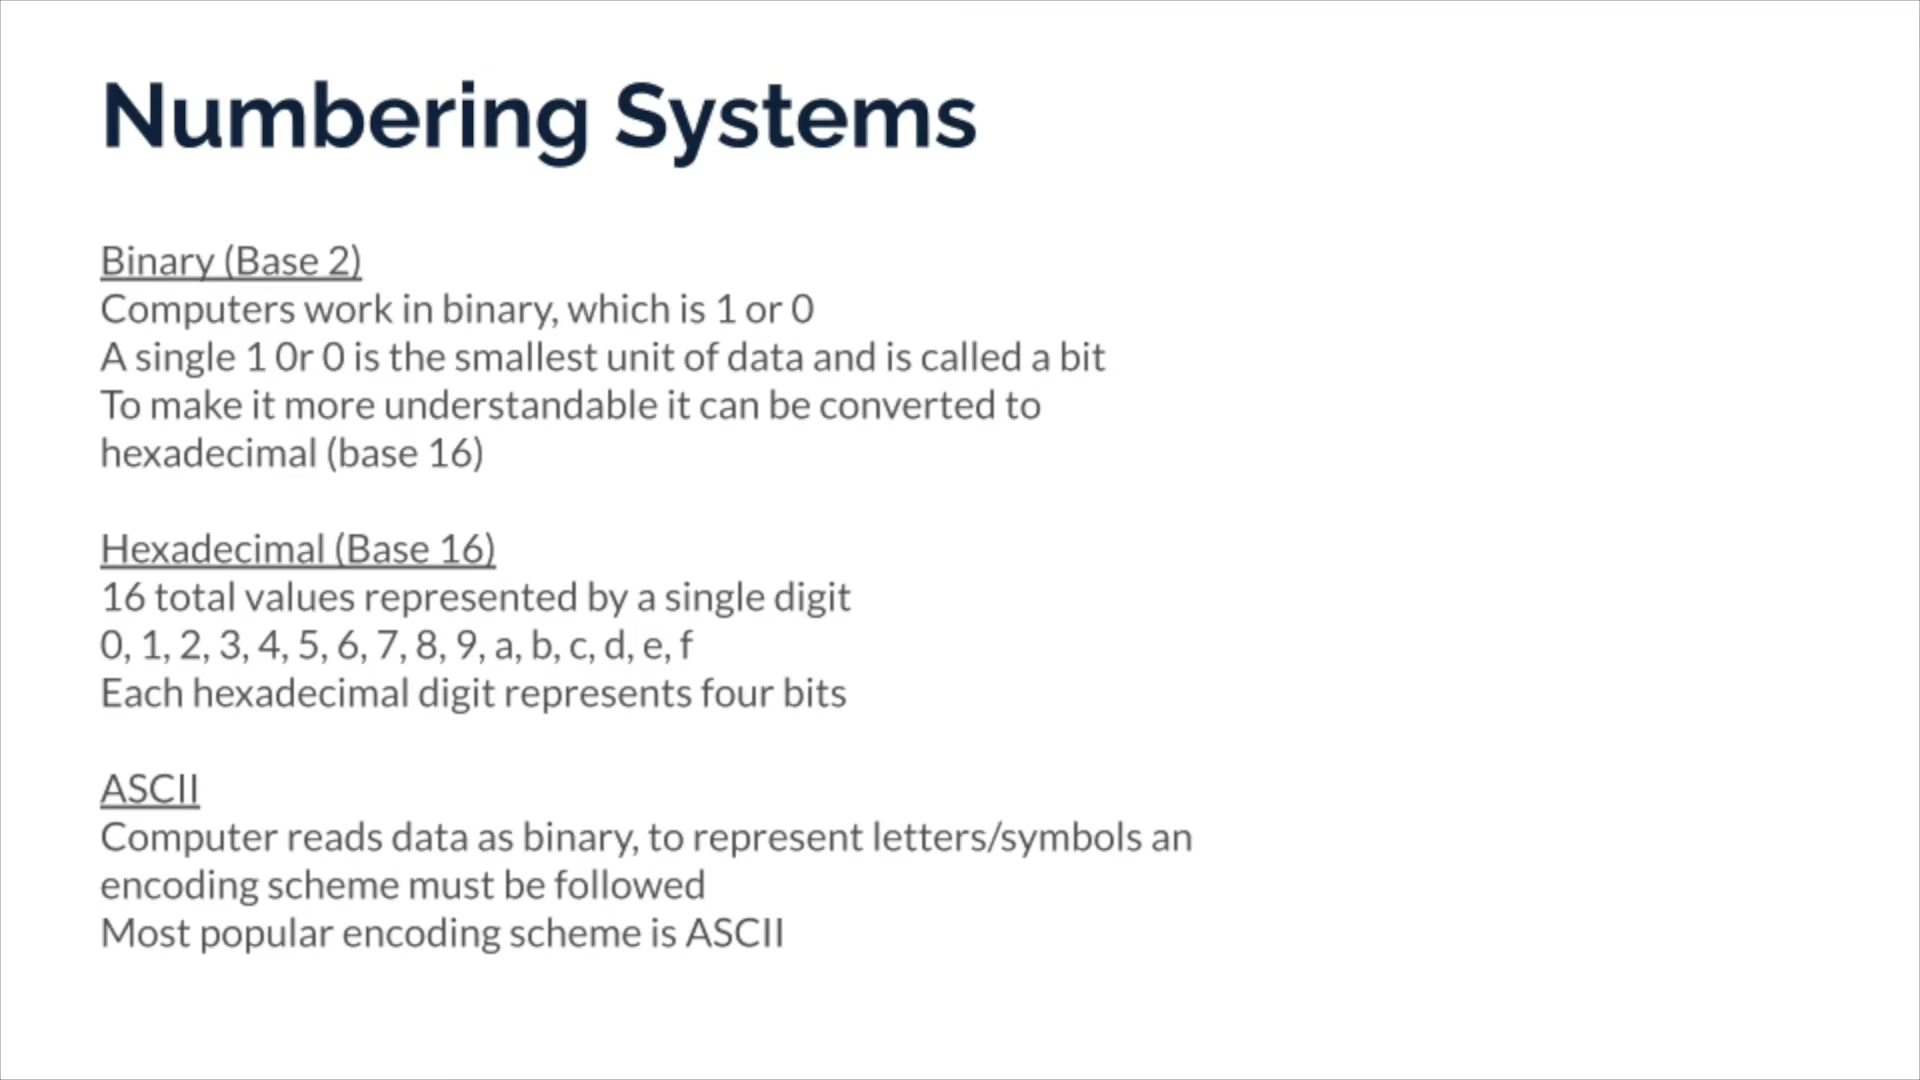 Numbering Systems
Binary (Base 2)
Computers work in binary, which is 1 or 0
A single 1 0r 0 is the smallest unit of data and is called a bit
To make it more understandable it can be converted to
hexadecimal (base 16)
Hexadecimal (Base 16)
16 total values represented by a single digit
0, 1, 2, 3, 4, 5, 6, 7, 8, 9, a, b, c, d, e, f
Each hexadecimal digit represents four bits
ASCII
Computer reads data as binary, to represent letters/symbols an
encoding scheme must be followed
Most popular encoding scheme is ASCII